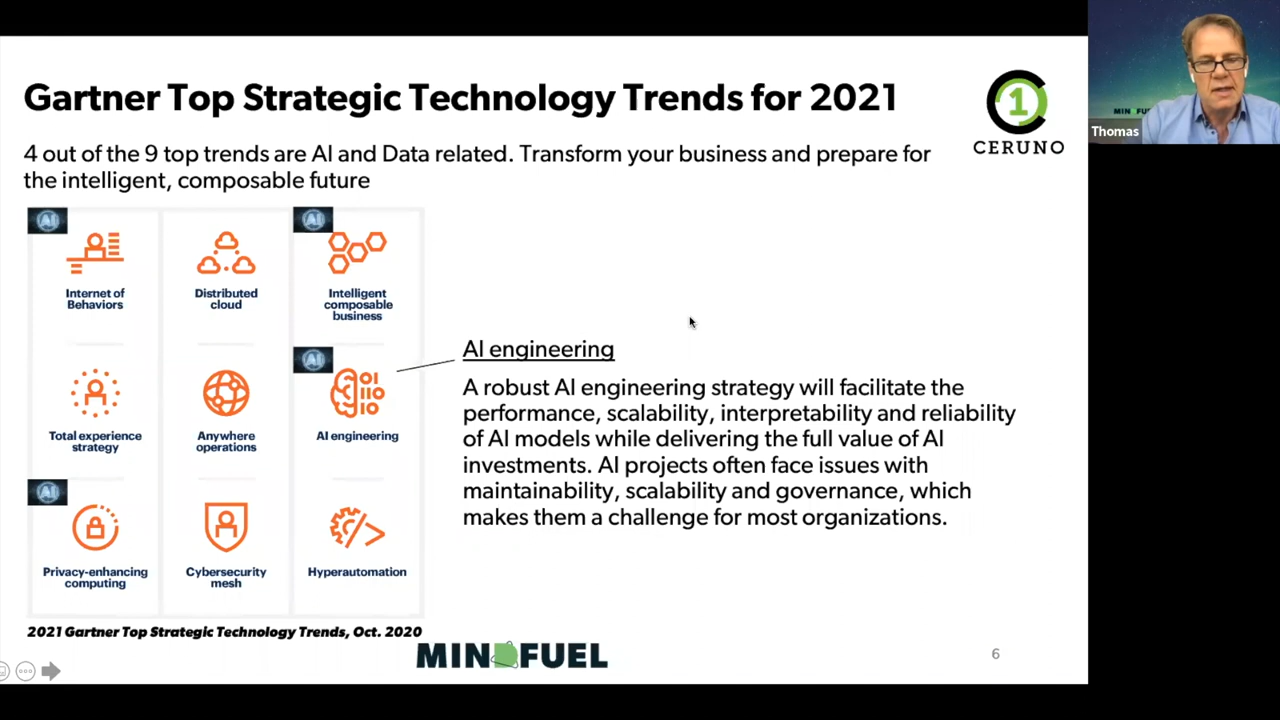 Gartner Top Strategic Technology Trends for 2021
4 out of the 9 top trends are AI and Data related. Transform your business and prepare for
the intelligent, composable future
1
CERUNO
Thomas
AI
AI
Internet of
Behaviors
Distributed
cloud
Intelligent
composable
business
AI
Total experience
strategy
Anywhere
operations
AI engineering
AI
Privacy-enhancing
computing
Cybersecurity
mesh
Hyperautomation
AI engineering
A robust AI engineering strategy will facilitate the
performance, scalability, interpretability and reliability
of AI models while delivering the full value of AI
investments. AI projects often face issues with
maintainability, scalability and governance, which
makes them a challenge for most organizations.
2021 Gartner Top Strategic Technology Trends, Oct. 2020
MINDFUEL
6